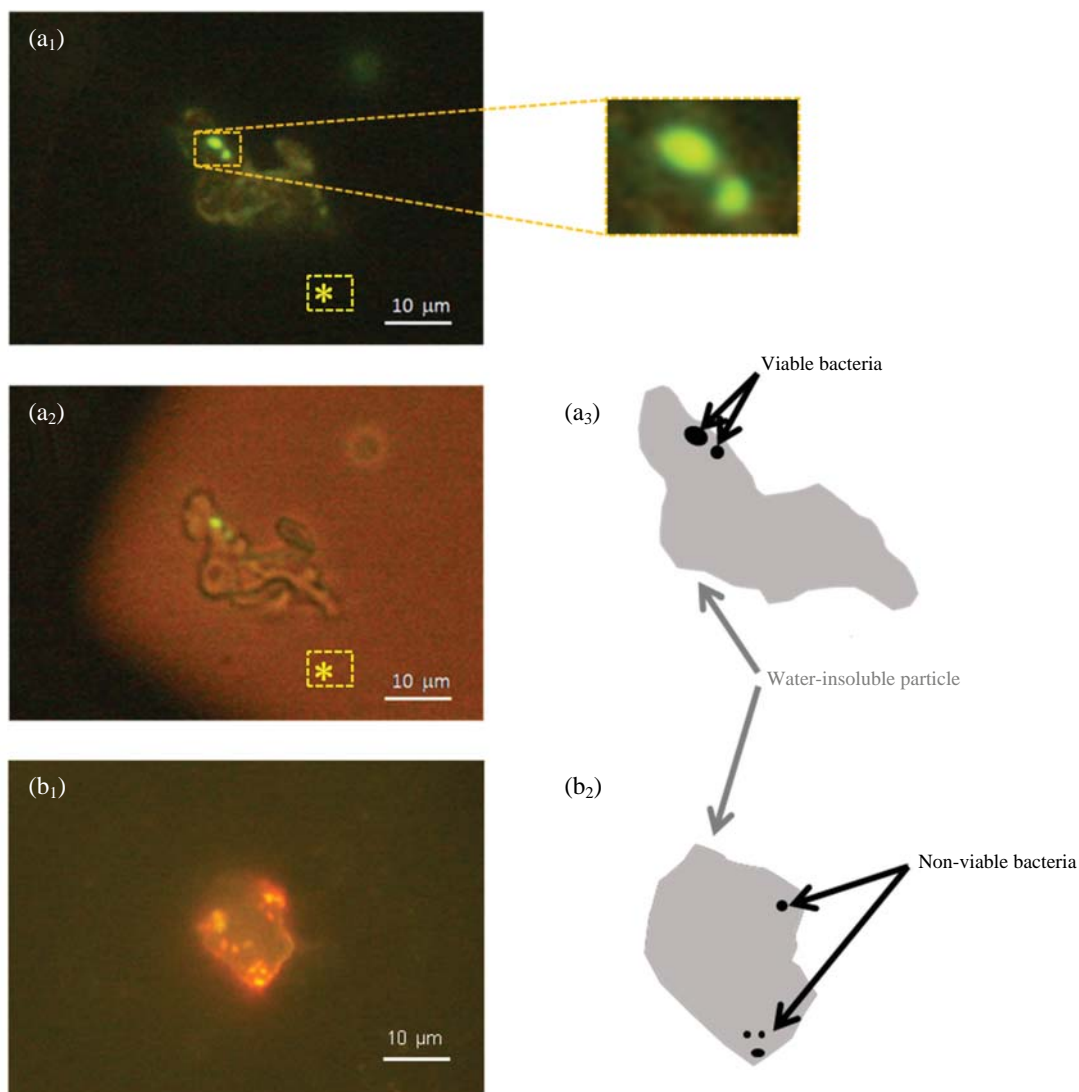 (a₁)
*
10 μm
Viable bacteria
(a₂)
(a₃)
*
10 μm
Water-insoluble particle
(b₁)
(b₂)
Non-viable bacteria
10 μm